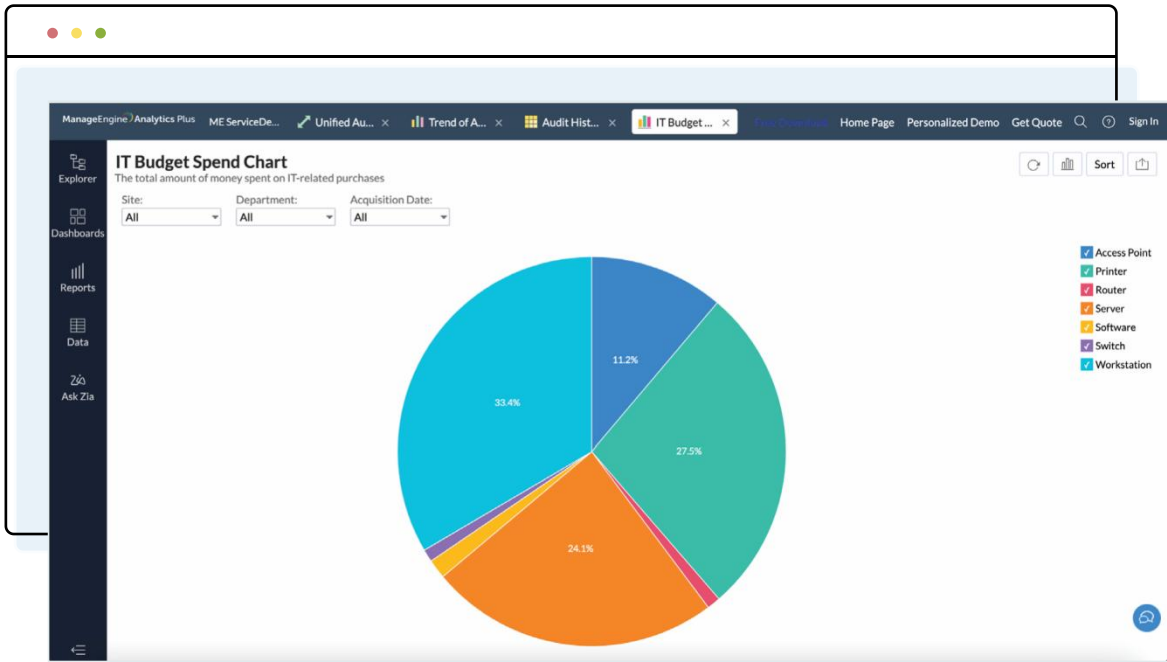 ManageEngine Analytics Plus ME ServiceDe... Unified Au... × Trend of A... × Audit Hist... × IT Budget ... × Free Download Home Page Personalized Demo Get Quote Sign In
Explorer
Dashboards
Reports
Data
Ask Zia
IT Budget Spend Chart
The total amount of money spent on IT-related purchases
Sort
Site: Department: Acquisition Date:
All All All
Access Point
Printer
Router
Server
Software
Switch
Workstation
11.2%
33.4%
27.5%
24.1%